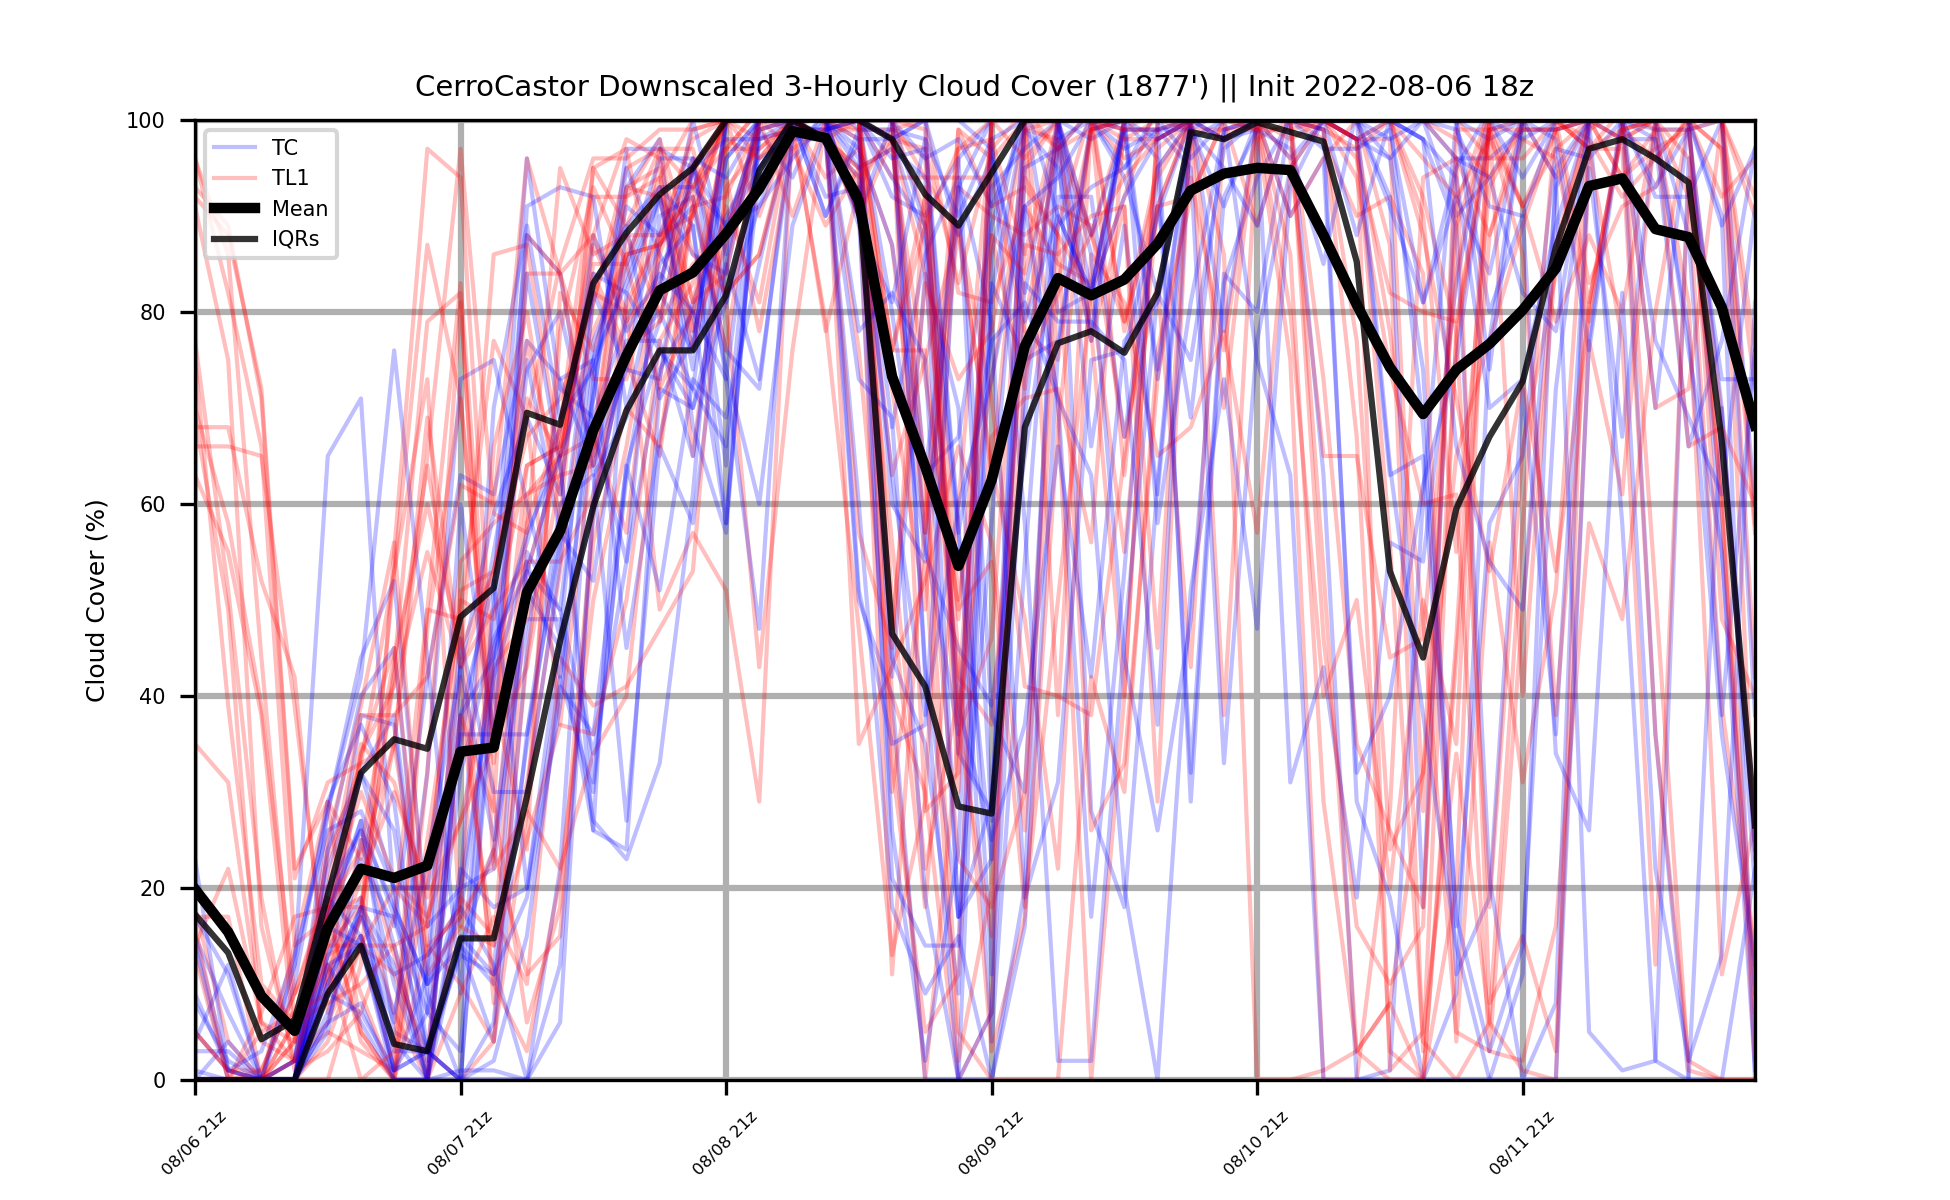 CerroCastor Downscaled 3-Hourly Cloud Cover (1877') || Init 2022-08-06 18z
TC
TL1
Mean
IQRs
Cloud Cover (%)
100
80
60
40
20
0
08/06 21z
08/07 21z
08/08 21z
08/09 21z
08/10 21z
08/11 21z